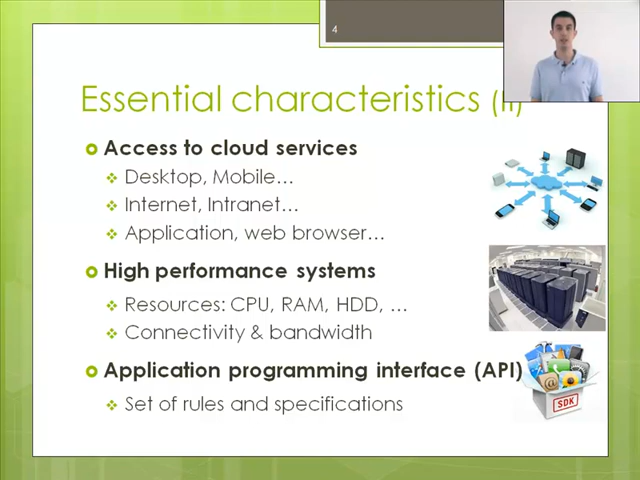 4
Essential characteristics (II)
Access to cloud services
Desktop, Mobile…
Internet, Intranet…
Application, web browser…
High performance systems
Resources: CPU, RAM, HDD, …
Connectivity & bandwidth
Application programming interface (API)
Set of rules and specifications
SDK